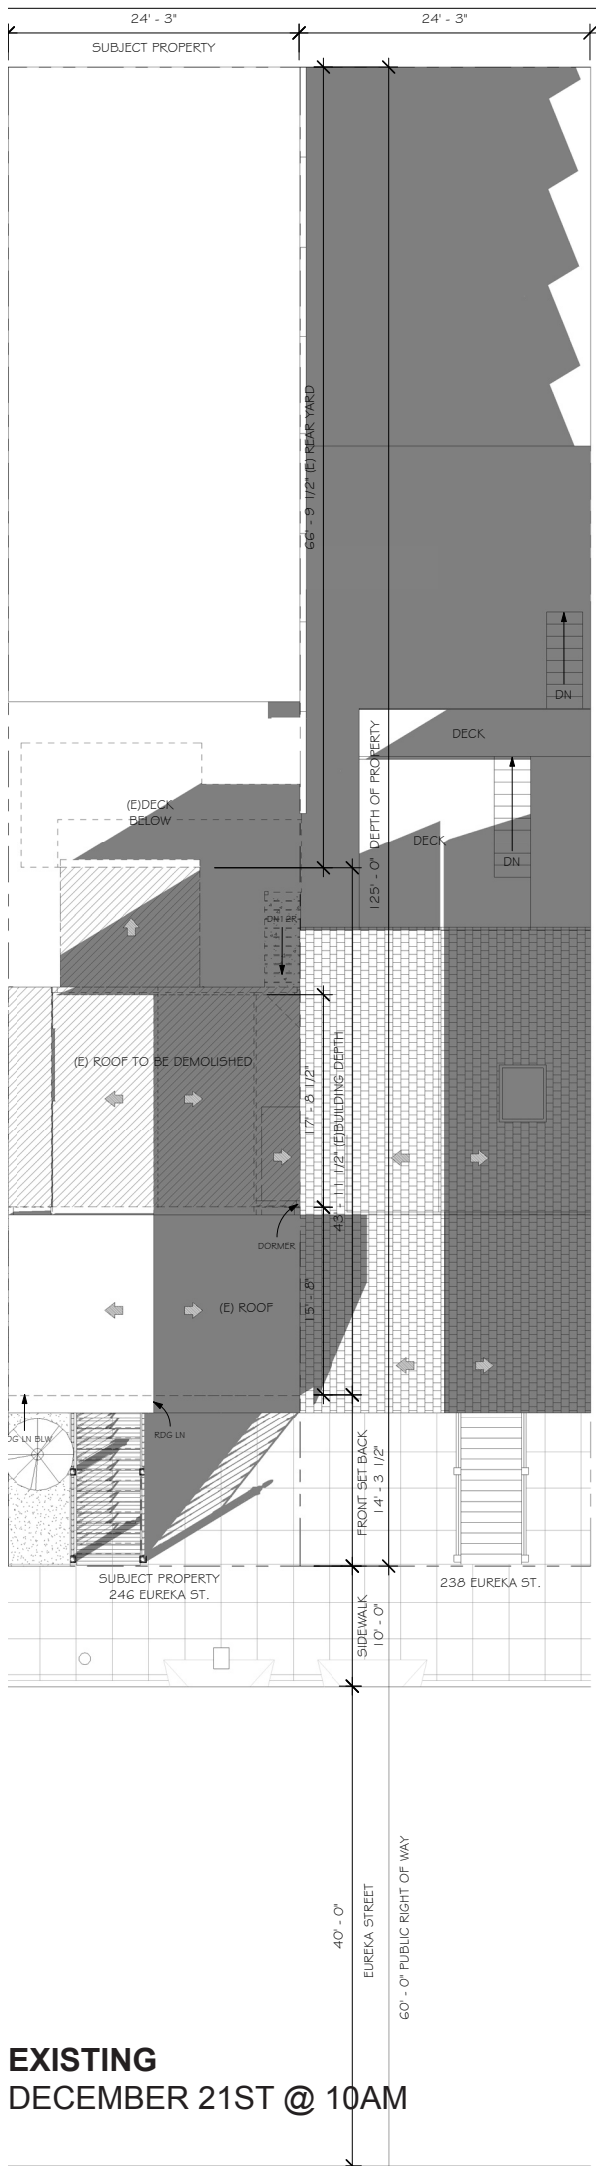 24' - 3"
24' - 3"
SUBJECT PROPERTY
66' - 9 1/2" (E) REAR YARD
DN
DECK
125' - 0" DEPTH OF PROPERTY
(E)DECK
BELOW
DECK
DN
(E) ROOF TO BE DEMOLISHED
17' - 8 1/2"
43' - 11 1/2" (E)BUILDING DEPTH
DORMER
15' - 8"
(E) ROOF
RDG LN
DG LN BLW
FRONT SET BACK
14' - 3 1/2"
SUBJECT PROPERTY
246 EUREKA ST.
238 EUREKA ST.
SIDEWALK
10' - 0"
40' - 0"
EUREKA STREET
60' - 0" PUBLIC RIGHT OF WAY
EXISTING
DECEMBER 21ST @ 10AM